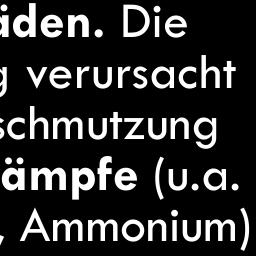 äden. Die
g verursacht
schmutzung
ämpfe (u.a.
, Ammonium)